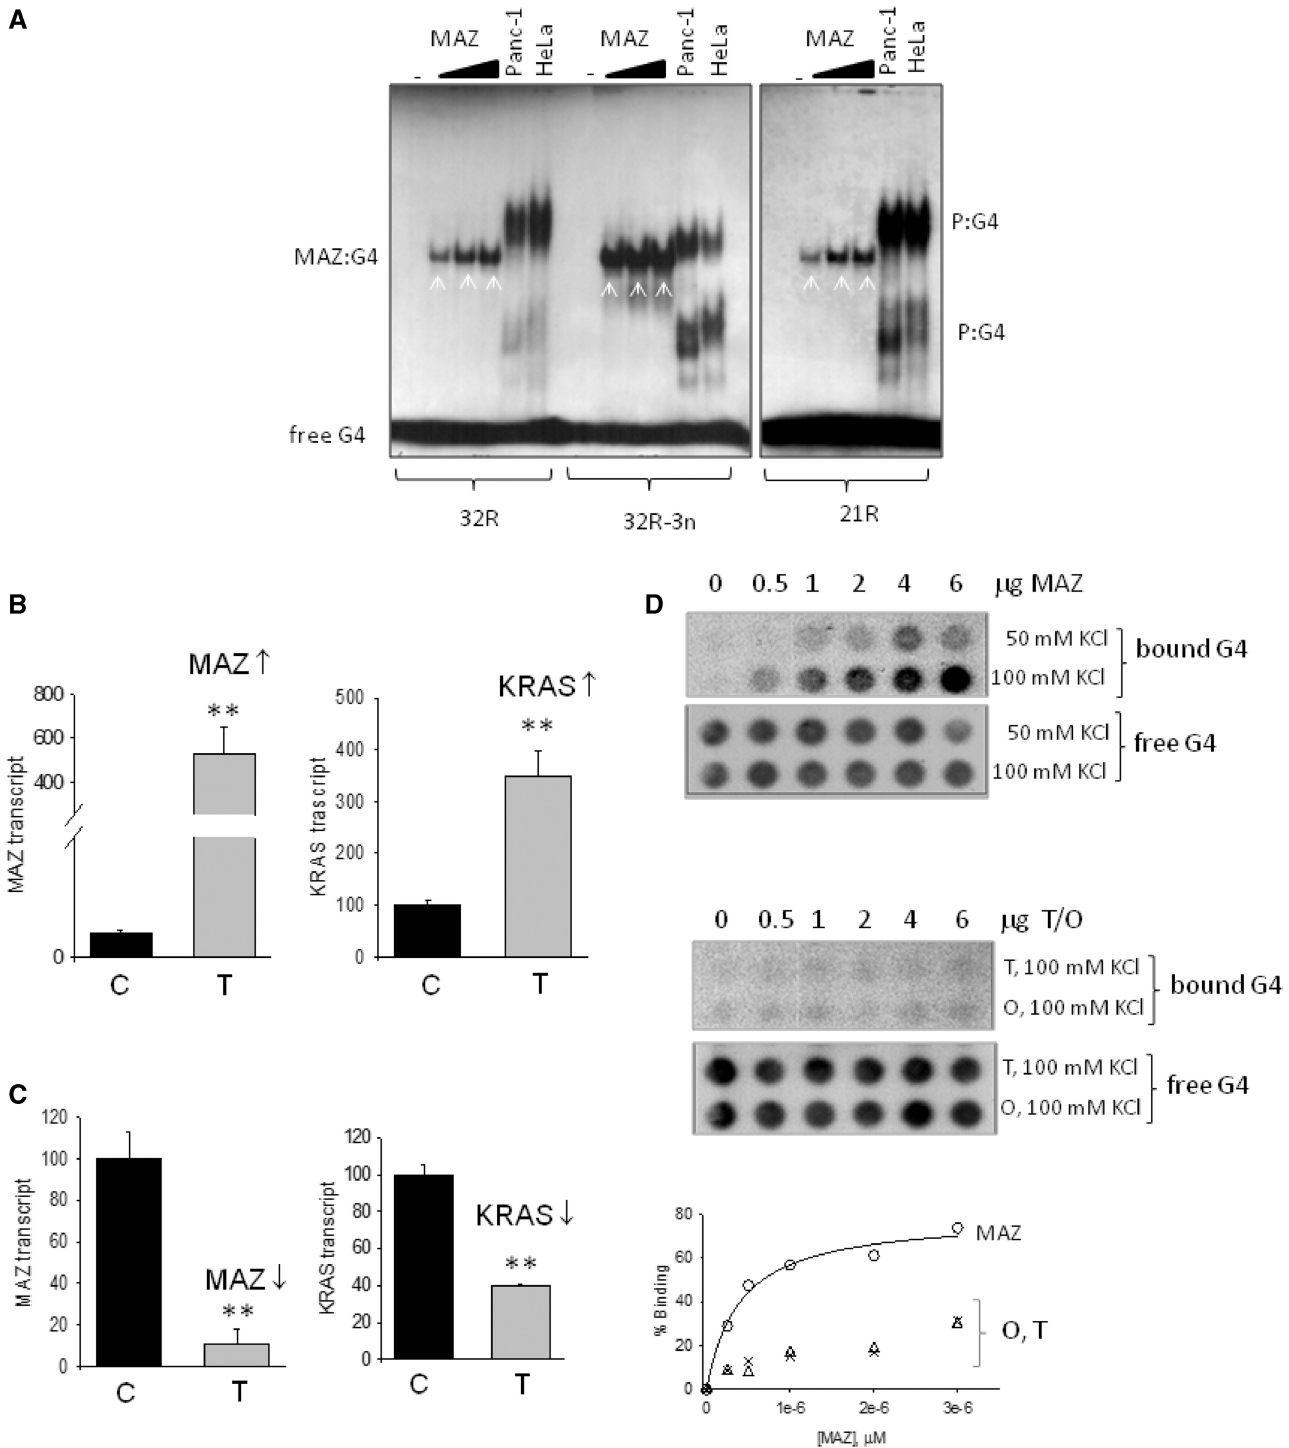 A
MAZ Panc-1 HeLa MAZ Panc-1 HeLa MAZ Panc-1 HeLa
- - -
MAZ:G4
P:G4
P:G4
free G4
32R 32R-3n 21R
B
MAZ↑
**
MAZ transcript
800
600
400
0
C T
KRAS↑
**
KRAS trascript
500
400
300
200
100
0
C T
C
MAZ transcript
120
100
80
60
40
20
0
MAZ↓
**
C T
KRAS transcript
120
100
80
60
40
20
0
KRAS↓
**
C T
D
0 0.5 1 2 4 6 µg MAZ
50 mM KCl
100 mM KCl
bound G4
50 mM KCl
100 mM KCl
free G4
0 0.5 1 2 4 6 µg T/O
T, 100 mM KCl
O, 100 mM KCl
bound G4
T, 100 mM KCl
O, 100 mM KCl
free G4
% Binding
80
60
40
20
0
MAZ
O, T
0 1e-6 2e-6 3e-6
[MAZ], µM